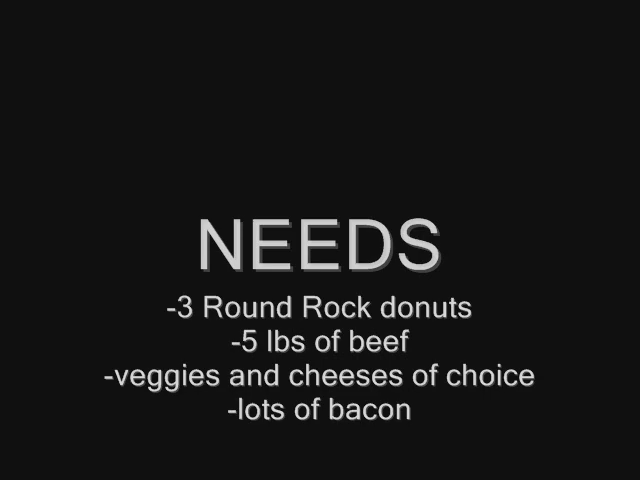 NEEDS
-3 Round Rock donuts
-5 lbs of beef
-veggies and cheeses of choice
-lots of bacon